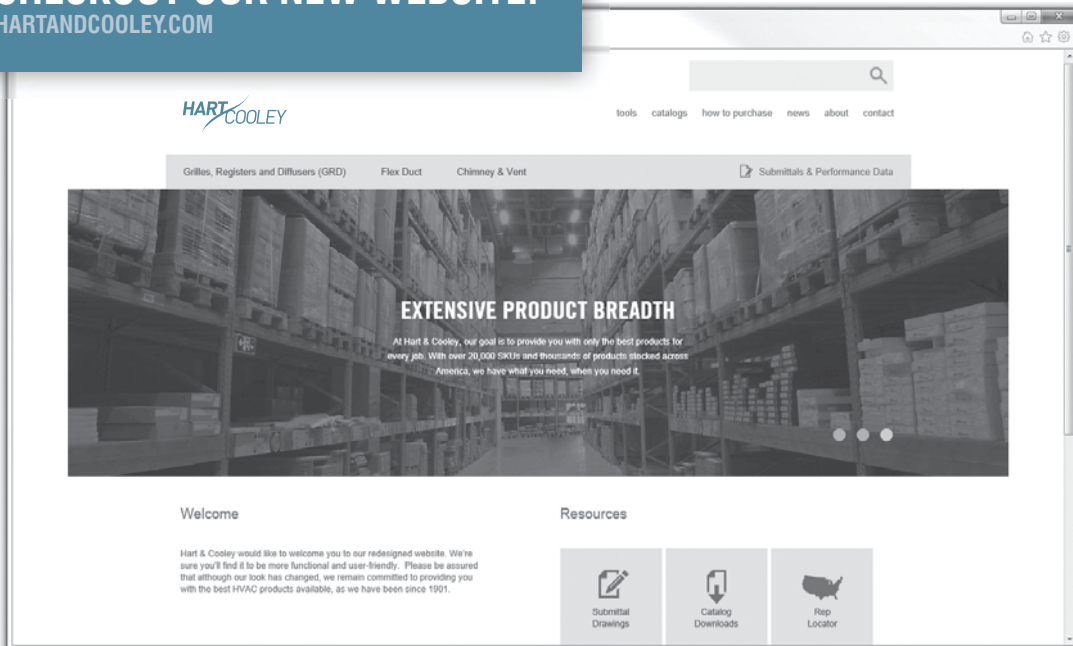 CHECKOUT OUR NEW WEBSITE!
HARTANDCOOLEY.COM
HART COOLEY
tools catalogs how to purchase news about contact
Grilles, Registers and Diffusers (GRD) Flex Duct Chimney & Vent Submittals & Performance Data
EXTENSIVE PRODUCT BREADTH
At Hart & Cooley, our goal is to provide you with only the best products for
every job. With over 20,000 SKUs and thousands of products stocked across
America, we have what you need, when you need it.
Welcome
Hart & Cooley would like to welcome you to our redesigned website. We're
sure you'll find it to be more functional and user-friendly. Please be assured
that although our look has changed, we remain committed to providing you
with the best HVAC products available, as we have been since 1901.
Resources
Submittal
Drawings
Catalog
Downloads
Rep
Locator